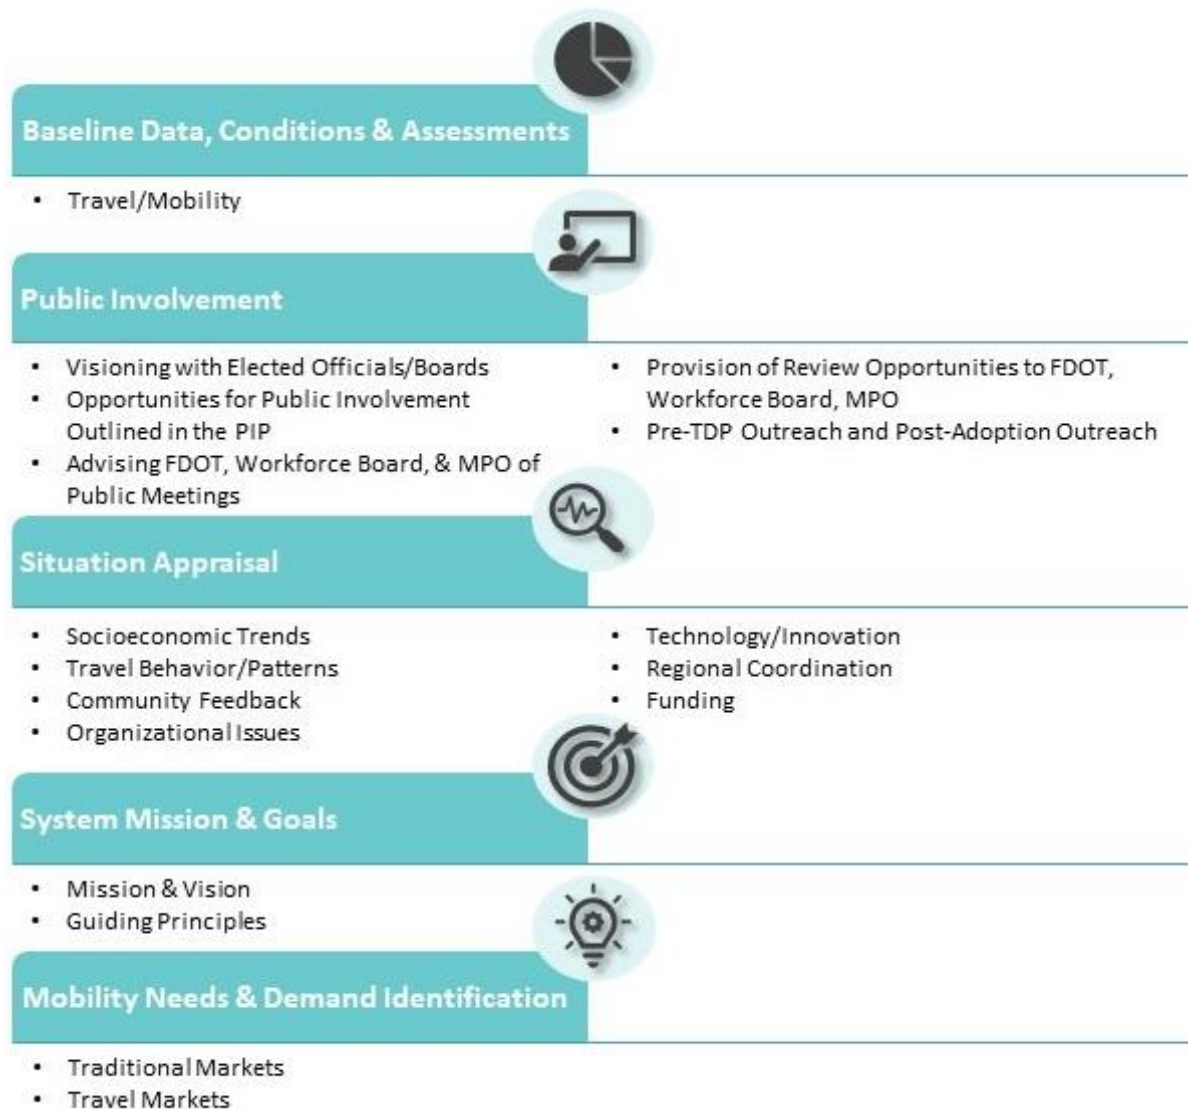 Baseline Data, Conditions & Assessments
• Travel/Mobility
Public Involvement
• Visioning with Elected Officials/Boards
• Opportunities for Public Involvement
Outlined in the PIP
• Advising FDOT, Workforce Board, & MPO of
Public Meetings
• Provision of Review Opportunities to FDOT,
Workforce Board, MPO
• Pre-TDP Outreach and Post-Adoption Outreach
Situation Appraisal
• Socioeconomic Trends
• Travel Behavior/Patterns
• Community Feedback
• Organizational Issues
• Technology/Innovation
• Regional Coordination
• Funding
System Mission & Goals
• Mission & Vision
• Guiding Principles
Mobility Needs & Demand Identification
• Traditional Markets
• Travel Markets